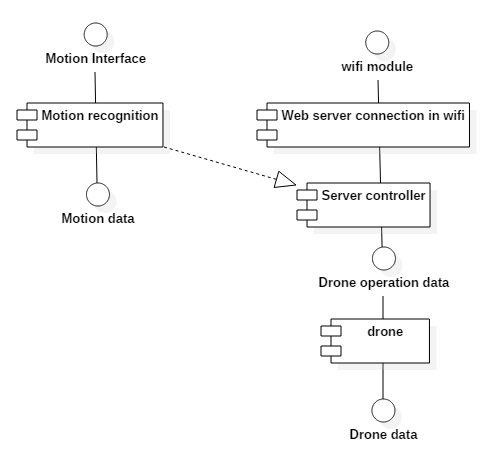 Motion Interface
wifi module
Motion recognition
Web server connection in wifi
Motion data
Server controller
Drone operation data
drone
Drone data